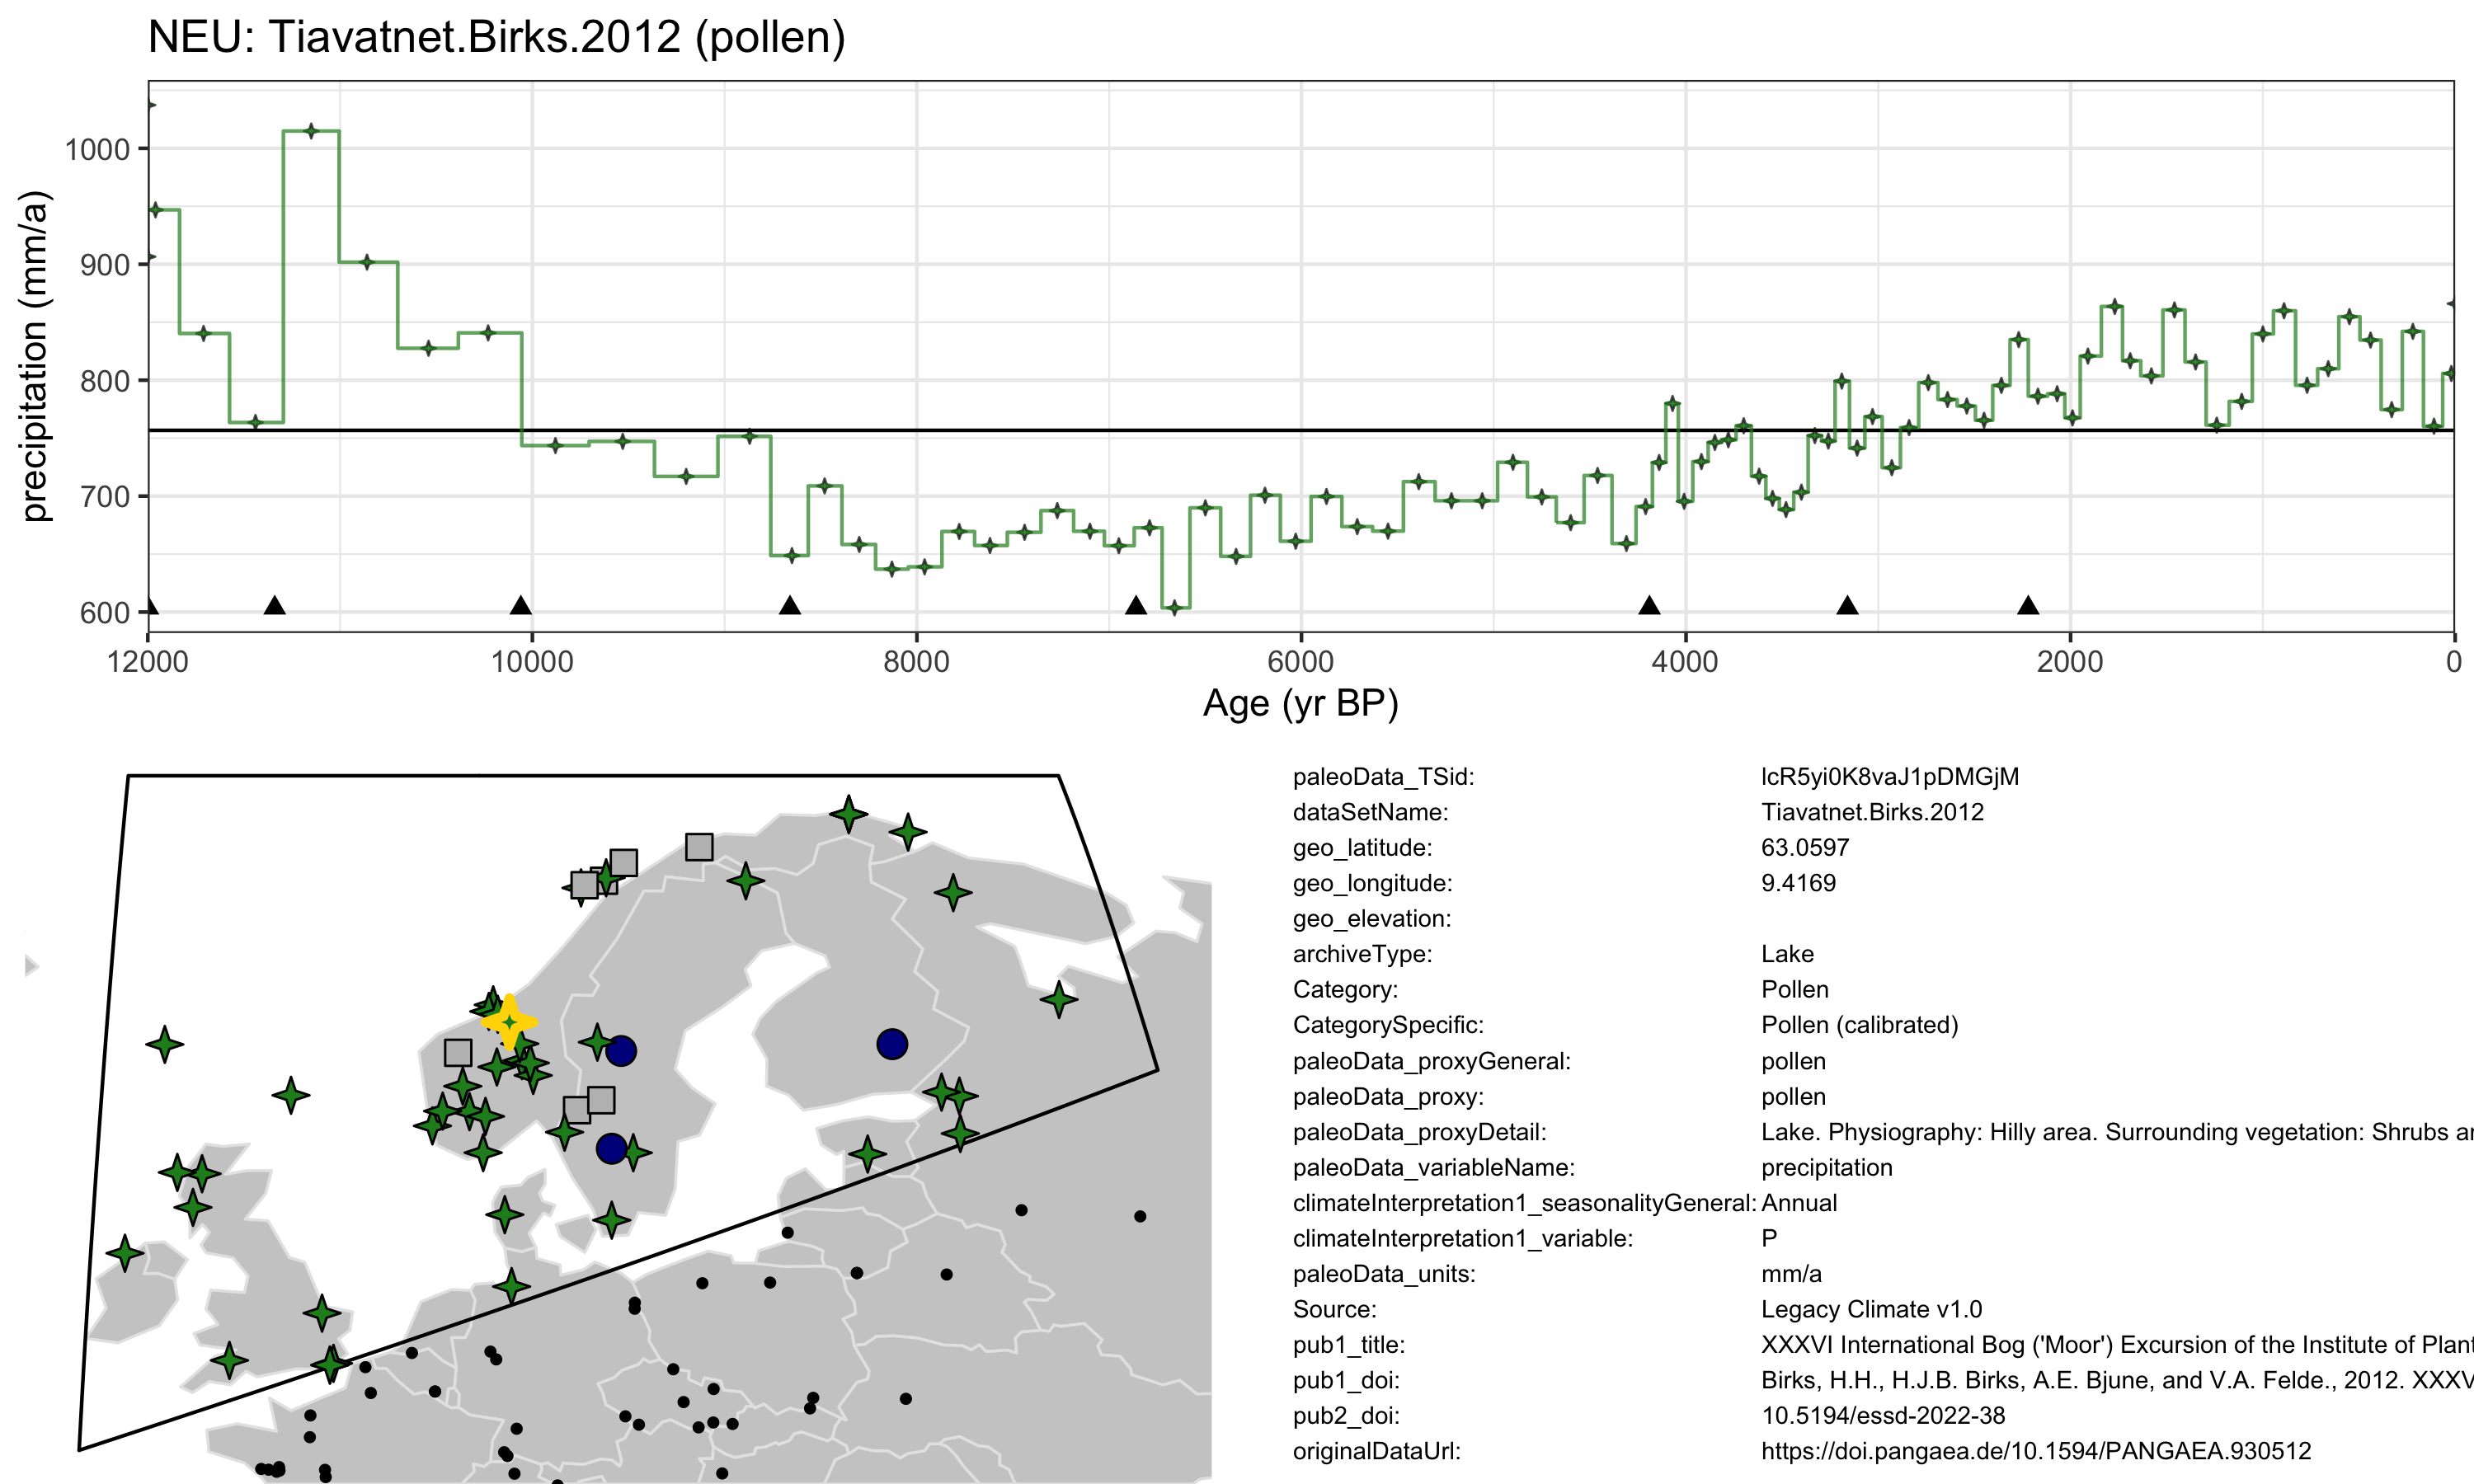 NEU: Tiavatnet.Birks.2012 (pollen)
precipitation (mm/a)
1000
900
800
700
600
12000 10000 8000 6000 4000 2000 0
Age (yr BP)
paleoData_TSid: lcR5yi0K8vaJ1pDMGjM
dataSetName: Tiavatnet.Birks.2012
geo_latitude: 63.0597
geo_longitude: 9.4169
geo_elevation:
archiveType: Lake
Category: Pollen
CategorySpecific: Pollen (calibrated)
paleoData_proxyGeneral: pollen
paleoData_proxy: pollen
paleoData_proxyDetail: Lake. Physiography: Hilly area. Surrounding vegetation: Shrubs
paleoData_variableName: precipitation
climateInterpretation1_seasonalityGeneral: Annual
climateInterpretation1_variable: P
paleoData_units: mm/a
Source: Legacy Climate v1.0
pub1_title: XXXVI International Bog ('Moor') Excursion of the Institute of Plant
pub1_doi: Birks, H.H., H.J.B. Birks, A.E. Bjune, and V.A. Felde., 2012. XXXV
pub2_doi: 10.5194/essd-2022-38
originalDataUrl: https://doi.pangaea.de/10.1594/PANGAEA.930512